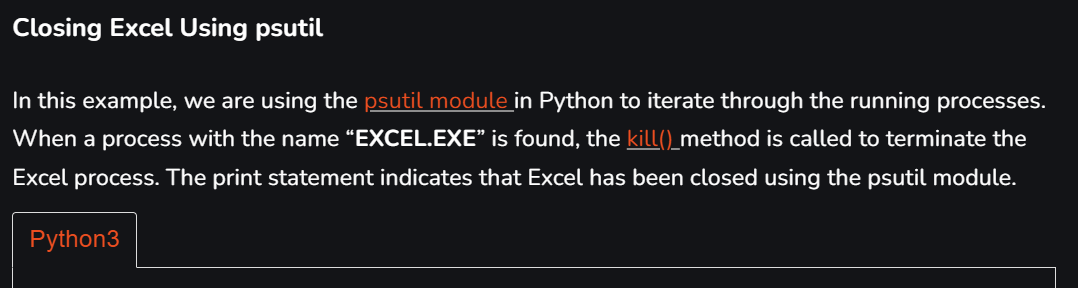 Closing Excel Using psutil
In this example, we are using the psutil module in Python to iterate through the running processes.
When a process with the name “EXCEL.EXE” is found, the kill() method is called to terminate the
Excel process. The print statement indicates that Excel has been closed using the psutil module.
Python3